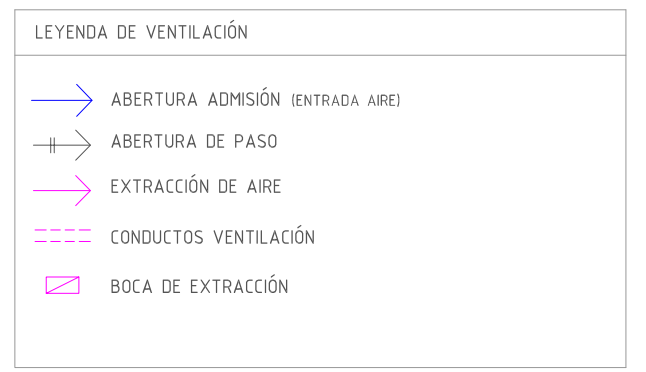 LEYENDA DE VENTILACIÓN
ABERTURA ADMISIÓN (ENTRADA AIRE)
ABERTURA DE PASO
EXTRACCIÓN DE AIRE
CONDUCTOS VENTILACIÓN
BOCA DE EXTRACCIÓN